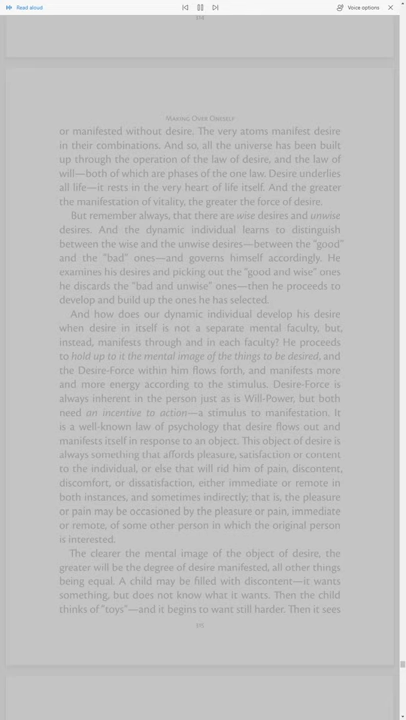 Read aloud
Voice options
314
Making Over Oneself
or manifested without desire. The very atoms manifest desire
in their combinations. And so, all the universe has been built
up through the operation of the law of desire, and the law of
will—both of which are phases of the one law. Desire underlies
all life—it rests in the very heart of life itself. And the greater
the manifestation of vitality, the greater the force of desire.
But remember always, that there are wise desires and unwise
desires. And the dynamic individual learns to distinguish
between the wise and the unwise desires—between the "good"
and the "bad" ones—and governs himself accordingly. He
examines his desires and picking out the "good and wise" ones
he discards the "bad and unwise" ones—then he proceeds to
develop and build up the ones he has selected.
And how does our dynamic individual develop his desire
when desire in itself is not a separate mental faculty, but,
instead, manifests through and in each faculty? He proceeds
to hold up to it the mental image of the things to be desired, and
the Desire-Force within him flows forth, and manifests more
and more energy according to the stimulus. Desire-Force is
always inherent in the person just as is Will-Power, but both
need an incentive to action—a stimulus to manifestation. It
is a well-known law of psychology that desire flows out and
manifests itself in response to an object. This object of desire is
always something that affords pleasure, satisfaction or content
to the individual, or else that will rid him of pain, discontent,
discomfort, or dissatisfaction, either immediate or remote in
both instances, and sometimes indirectly; that is, the pleasure
or pain may be occasioned by the pleasure or pain, immediate
or remote, of some other person in which the original person
is interested.
The clearer the mental image of the object of desire, the
greater will be the degree of desire manifested, all other things
being equal. A child may be filled with discontent—it wants
something, but does not know what it wants. Then the child
thinks of "toys"—and it begins to want still harder. Then it sees
315